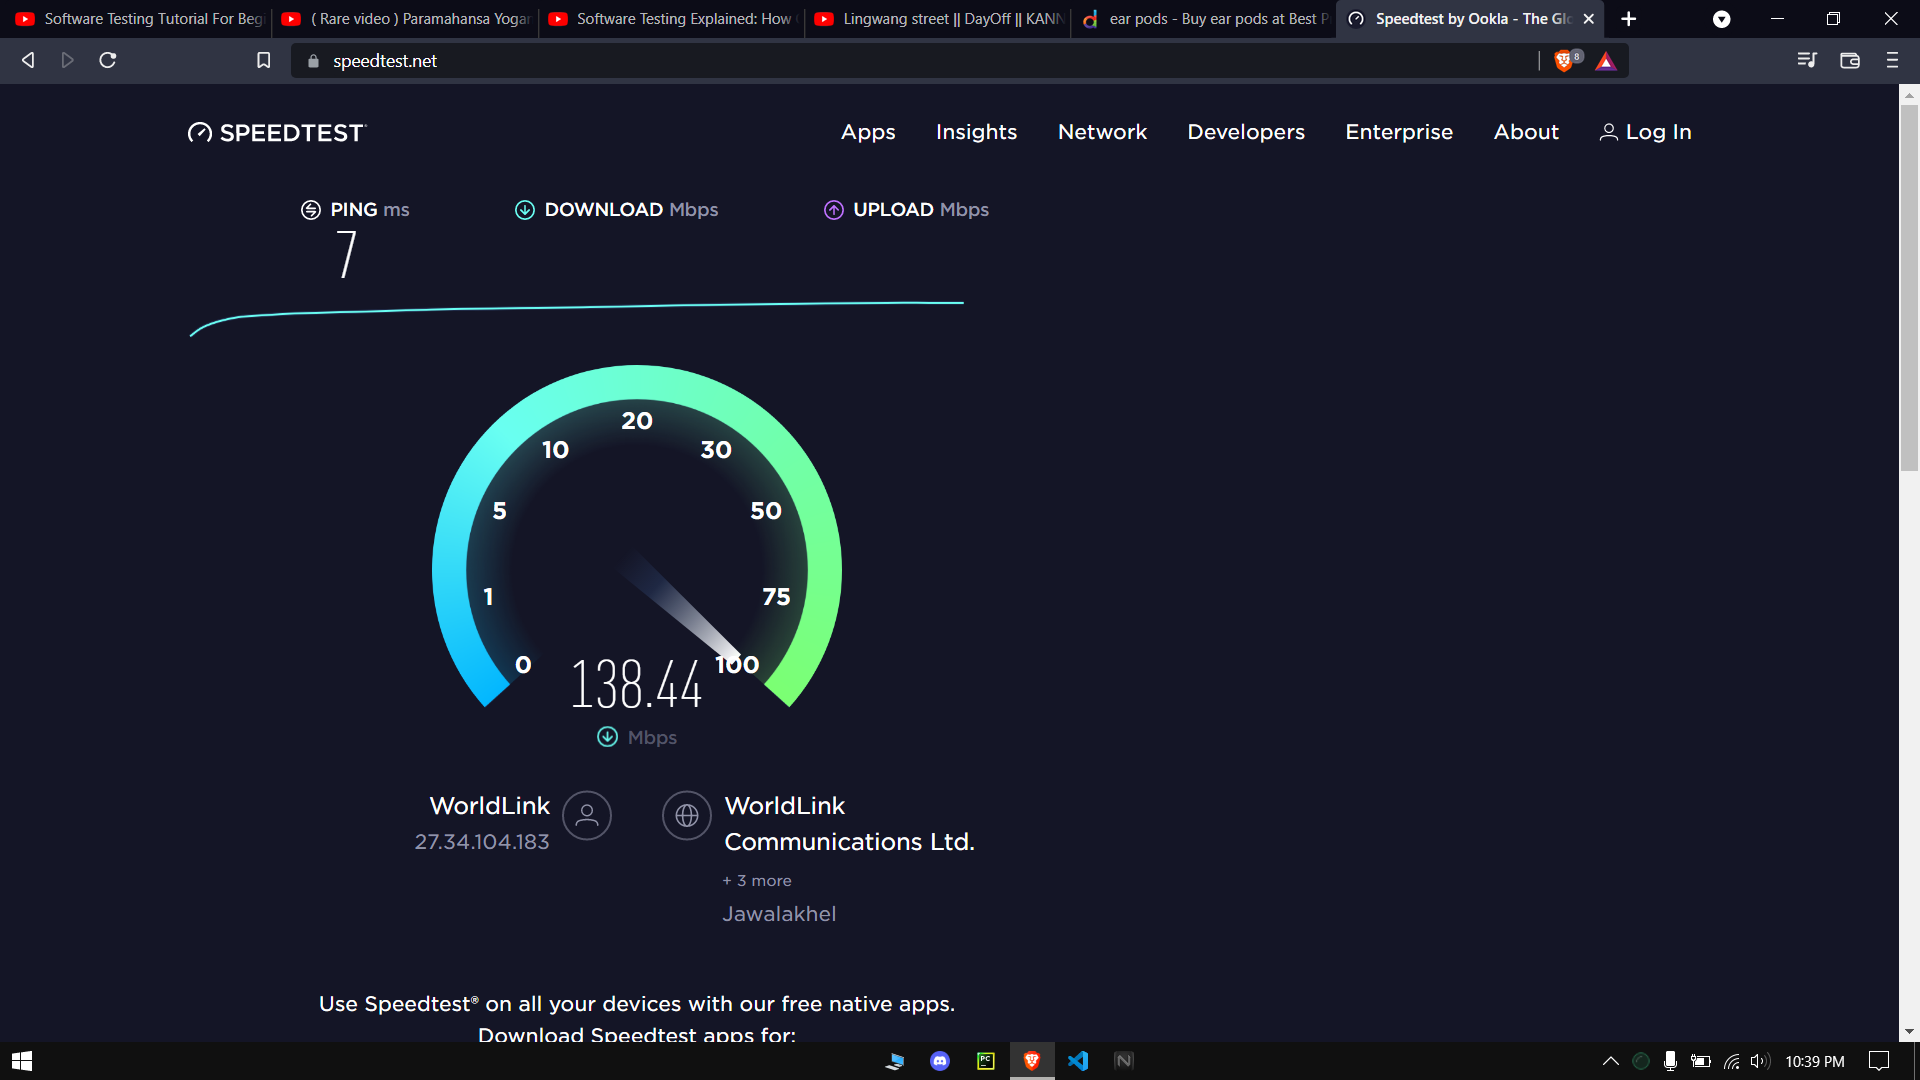 Software Testing Tutorial For Beg
( Rare video ) Paramahansa Yogar
Software Testing Explained: How
Lingwang street || DayOff || KANN
ear pods - Buy ear pods at Best P
Speedtest by Ookla - The Gl
speedtest.net
8
SPEEDTEST
Apps
Insights
Network
Developers
Enterprise
About
Log In
PING ms
DOWNLOAD Mbps
UPLOAD Mbps
7
20
10
30
5
50
1
75
0
100
138.44
Mbps
WorldLink
27.34.104.183
WorldLink
Communications Ltd.
+ 3 more
Jawalakhel
Use Speedtest® on all your devices with our free native apps.
Download Speedtest apps for:
PC
N
10:39 PM